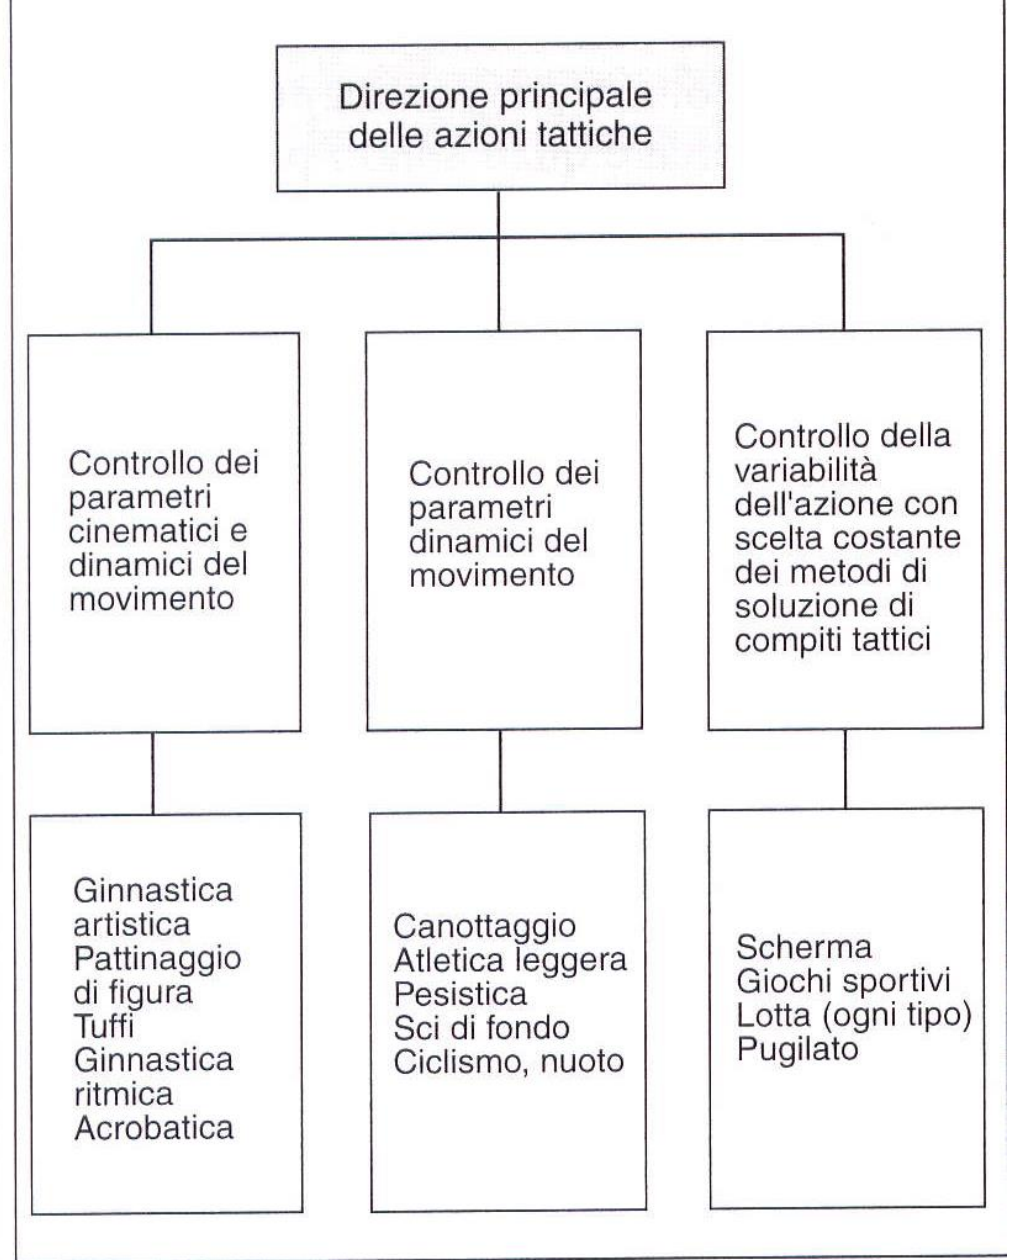 Direzione principale
delle azioni tattiche
Controllo dei
parametri
cinematici e
dinamici del
movimento
Controllo dei
parametri
dinamici del
movimento
Controllo della
variabilità
dell'azione con
scelta costante
dei metodi di
soluzione di
compiti tattici
Ginnastica
artistica
Pattinaggio
di figura
Tuffi
Ginnastica
ritmica
Acrobatica
Canottaggio
Atletica leggera
Pesistica
Sci di fondo
Ciclismo, nuoto
Scherma
Giochi sportivi
Lotta (ogni tipo)
Pugilato